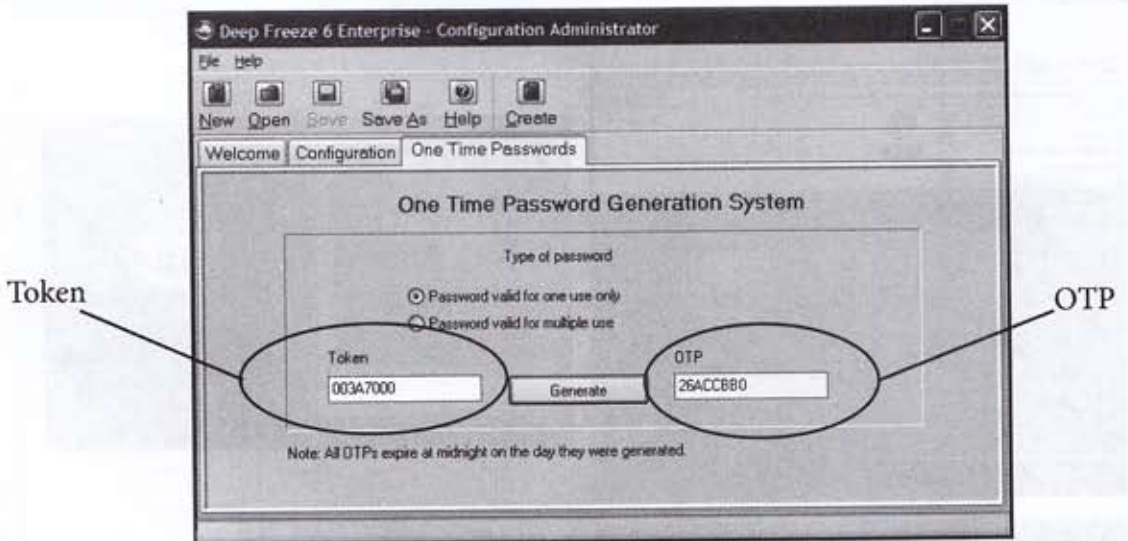 Deep Freeze 6 Enterprise - Configuration Administrator
File Help
New Open Save Save As Help Create
Welcome Configuration One Time Passwords
One Time Password Generation System
Type of password
Password valid for one use only
Password valid for multiple use
Token
OTP
Token
OTP
003A7000
Generate
26ACCBB0
Note: All OTPs expire at midnight on the day they were generated.